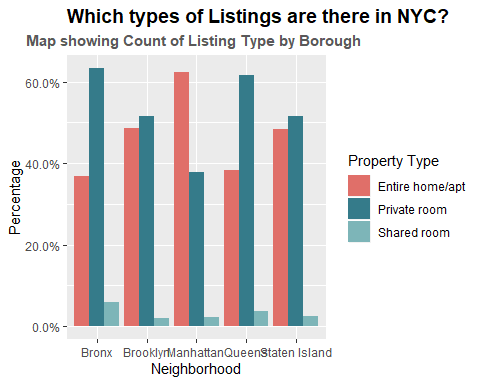 Which types of Listings are there in NYC?
Map showing Count of Listing Type by Borough
Percentage
60.0%
40.0%
20.0%
0.0%
Bronx Brooklyn Manhattan Queens Staten Island
Neighborhood
Property Type
Entire home/apt
Private room
Shared room